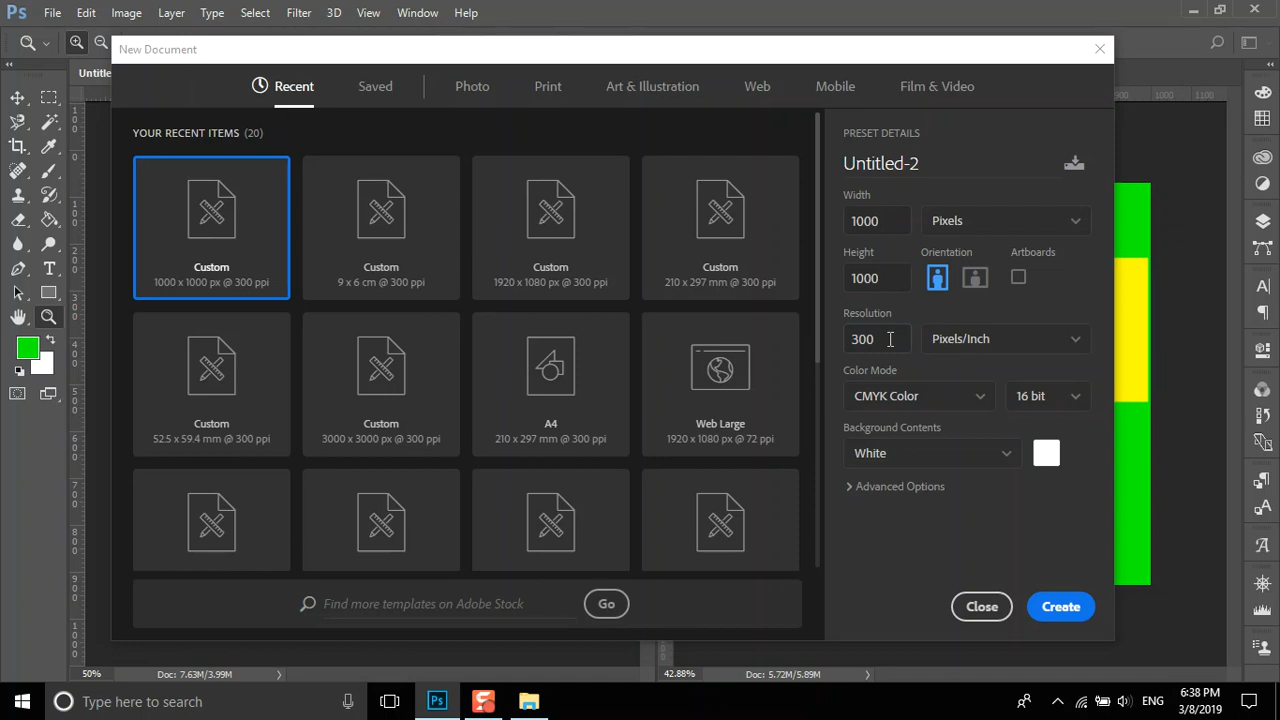 Ps File Edit Image Layer Type Select Filter 3D View Window Help
New Document
Untitle
Recent Saved Photo Print Art & Illustration Web Mobile Film & Video
900 1000 1100
YOUR RECENT ITEMS (20)
Custom
1000 x 1000 px @ 300 ppi
Custom
9 x 6 cm @ 300 ppi
Custom
1920 x 1080 px @ 300 ppi
Custom
210 x 297 mm @ 300 ppi
Custom
52.5 x 59.4 mm @ 300 ppi
Custom
3000 x 3000 px @ 300 ppi
A4
210 x 297 mm @ 300 ppi
Web Large
1920 x 1080 px @ 72 ppi
Find more templates on Adobe Stock
Go
PRESET DETAILS
Untitled-2
Width
1000 Pixels
Height Orientation Artboards
1000
Resolution
300 Pixels/Inch
Color Mode
CMYK Color 16 bit
Background Contents
White
Advanced Options
Close Create
50% Doc: 7.63M/3.99M
42.88% Doc: 5.72M/5.89M
Type here to search
Ps
ENG
6:38 PM
3/8/2019